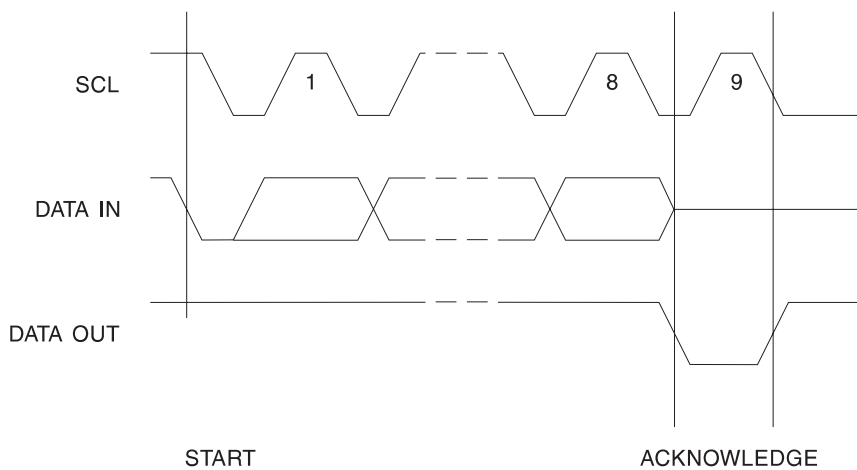 SCL
1
8
9
DATA IN
DATA OUT
START
ACKNOWLEDGE